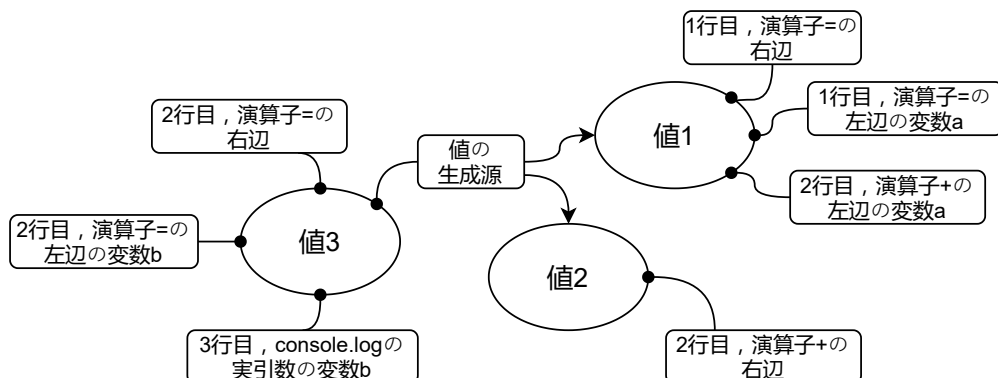 1行目，演算子=の
右辺
1行目，演算子=の
左辺の変数a
値1
2行目，演算子+の
左辺の変数a
2行目，演算子=の
右辺
値の
生成源
2行目，演算子=の
左辺の変数b
値3
値2
3行目，console.logの
実引数の変数b
2行目，演算子+の
右辺